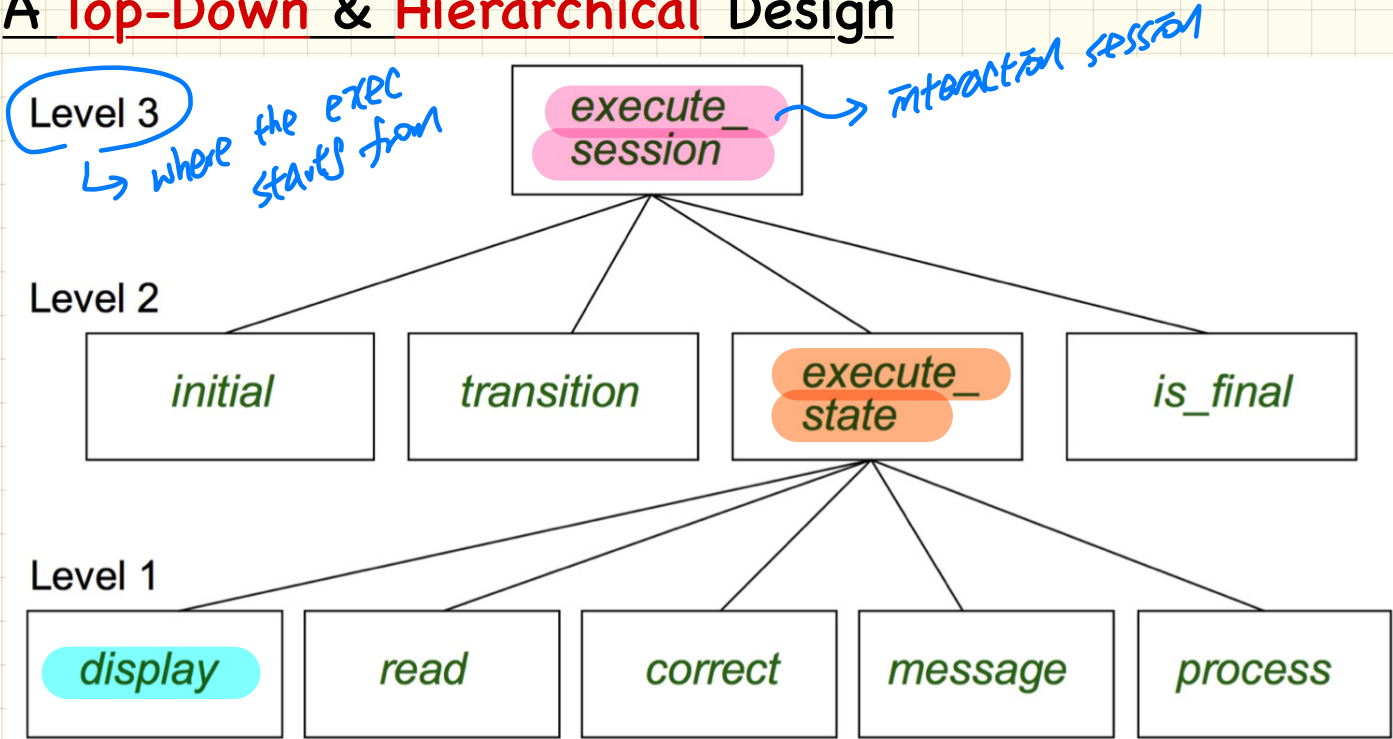 A Top-Down & Hierarchical Design
Level 3
where the exec
starts from
execute_
session
interaction session
Level 2
initial
transition
execute_
state
is_final
Level 1
display
read
correct
message
process